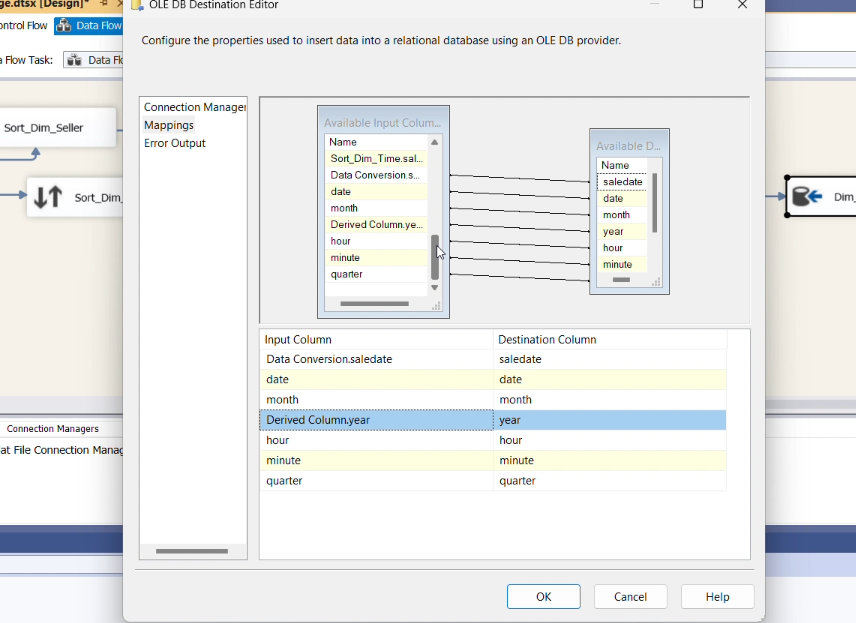 ge.dtsx [Design]*
OLE DB Destination Editor
ontrol Flow
Data Flow
Configure the properties used to insert data into a relational database using an OLE DB provider.
a Flow Task:
Data Fl
Sort_Dim_Seller
Sort_Dim_
Connection Manager
Mappings
Error Output
Available Input Colum...
Name
Sort_Dim_Time.sal...
Data Conversion.s...
date
month
Derived Column.ye...
hour
minute
quarter
Available D...
Name
saledate
date
month
year
hour
minute
Dim_
Input Column
Destination Column
Data Conversion.saledate
saledate
date
date
month
month
Derived Column.year
year
hour
hour
minute
minute
quarter
quarter
Connection Managers
at File Connection Manag
OK
Cancel
Help